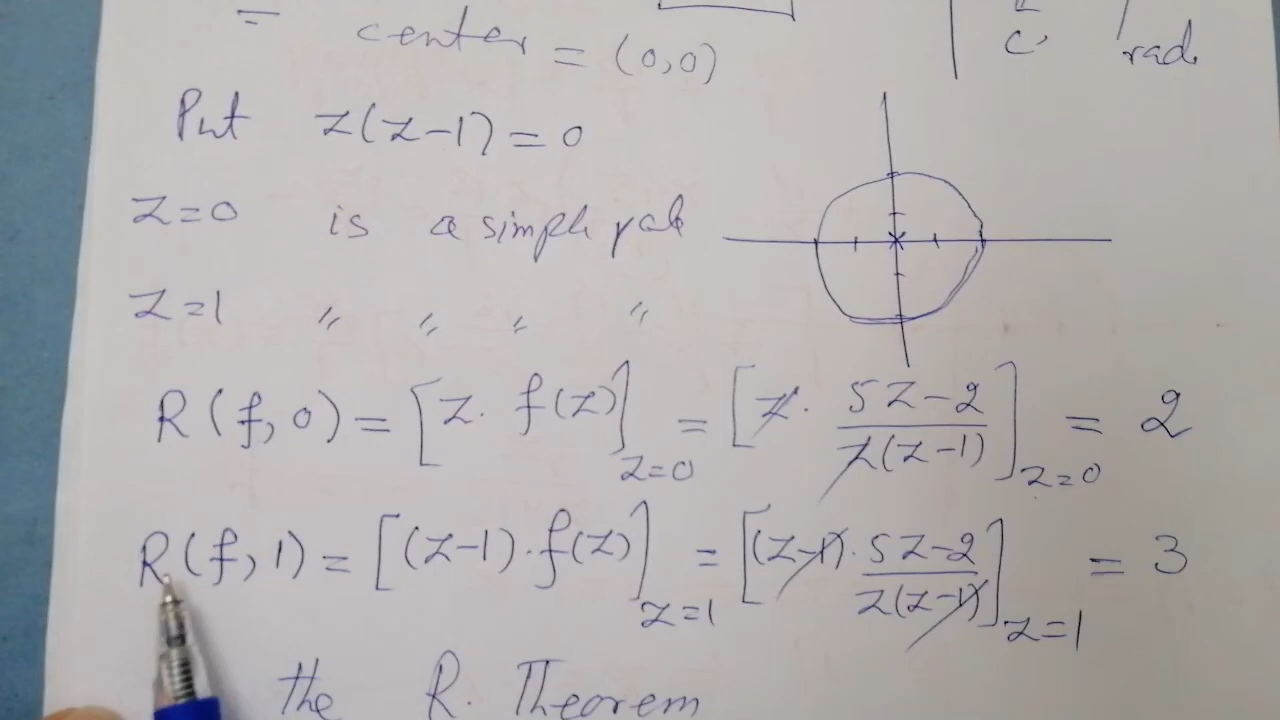 = center = (0,0)
c, rad.
Put z(z-1) = 0
z=0 is a simple pole
z=1 " " " "
R(f,0) = [z. f(z)]z=0 = [z. 5z-2/z(z-1)]z=0 = 2
R(f,1) = [(z-1).f(z)]z=1 = [(z-1). 5z-2/z(z-1)]z=1 = 3
the R. Theorem